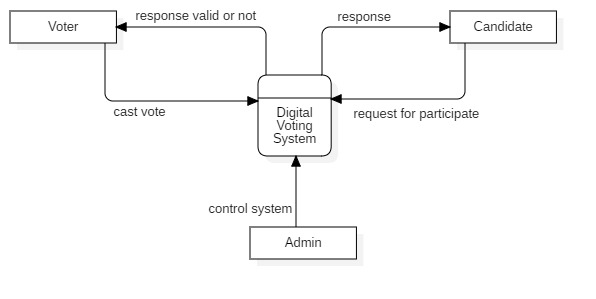 response valid or not
response
Voter
Candidate
Digital
Voting
System
cast vote
request for participate
control system
Admin